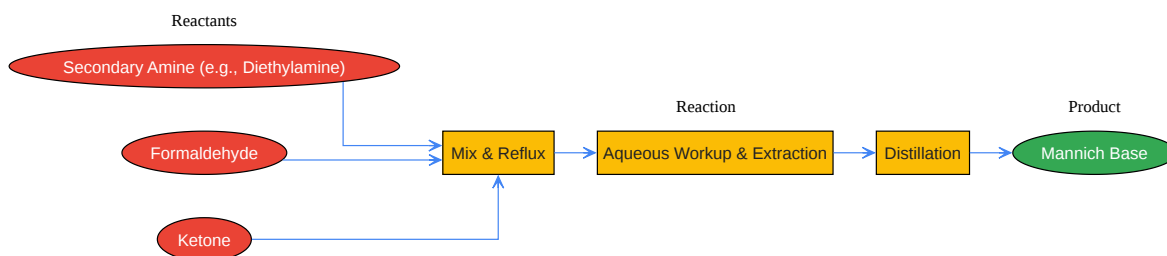 Reactants
Secondary Amine (e.g., Diethylamine)
Formaldehyde
Ketone
Mix & Reflux
Reaction
Aqueous Workup & Extraction
Distillation
Product
Mannich Base